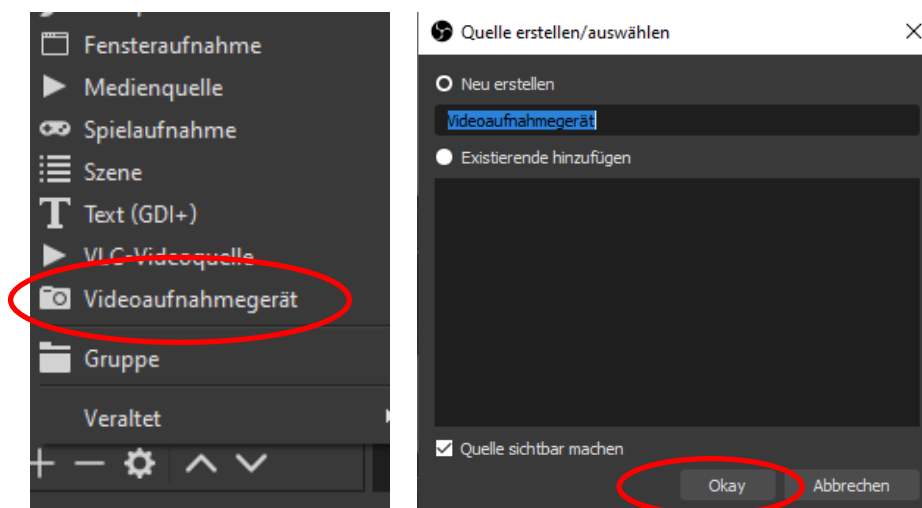 Fensteraufnahme
Medienquelle
Spielaufnahme
Szene
Text (GDI+)
VLC-Videoquelle
Videoaufnahmegerät
Gruppe
Veraltet
Quelle erstellen/auswählen
Neu erstellen
Videoaufnahmegerät
Existierende hinzufügen
Quelle sichtbar machen
Okay Abbrechen